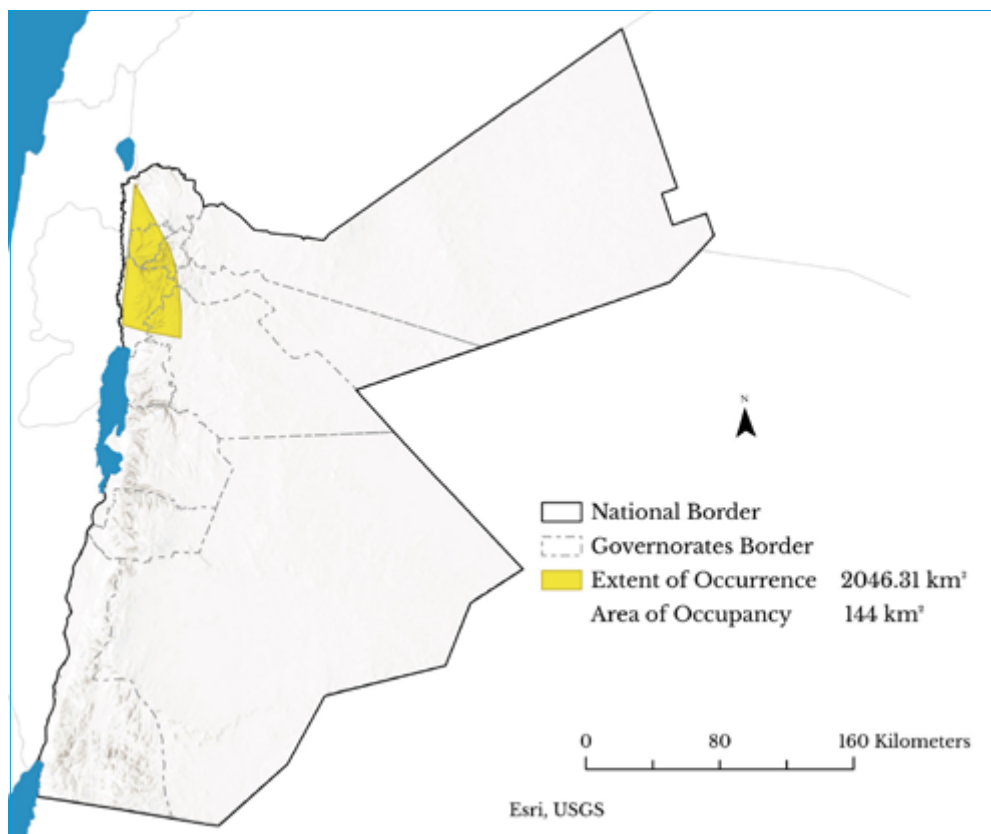 N
National Border
Governorates Border
Extent of Occurrence 2046.31 km²
Area of Occupancy 144 km²
0 80 160 Kilometers
Esri, USGS